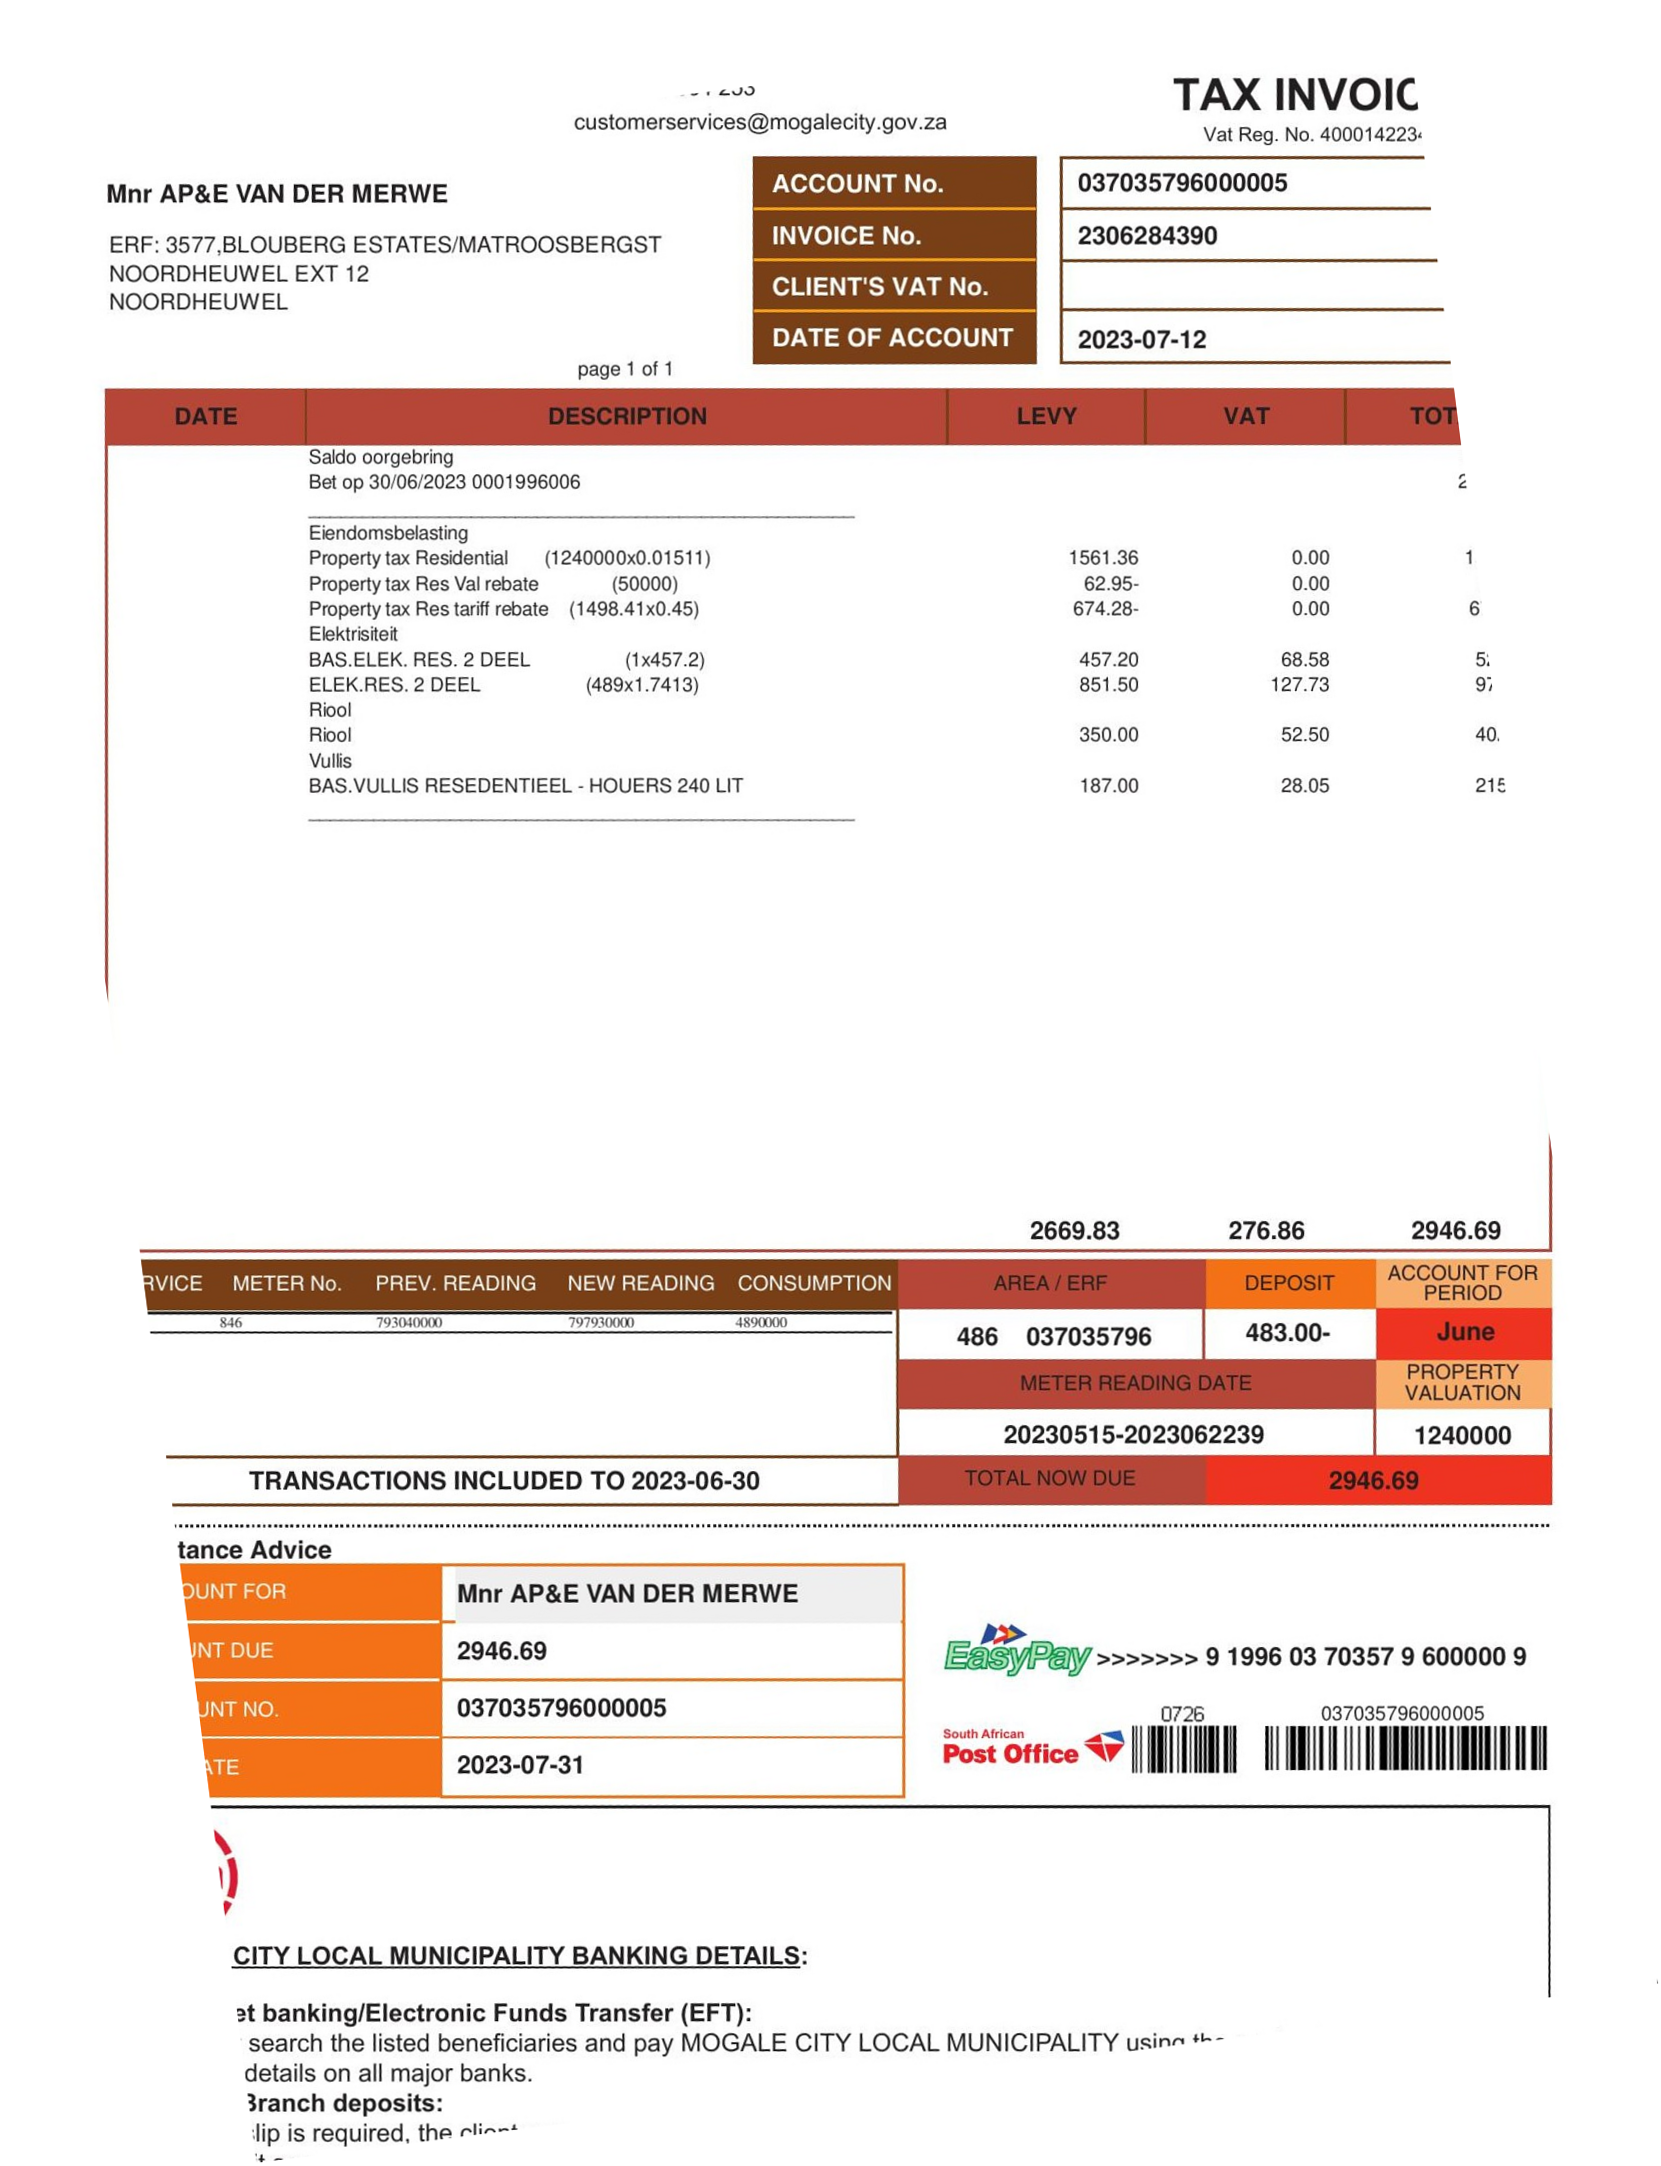 customerservices@mogalecity.gov.za
TAX INVOIC
Vat Reg. No. 400014223
Mnr AP&E VAN DER MERWE
ERF: 3577,BLOUBERG ESTATES/MATROOSBERGST
NOORDHEUWEL EXT 12
NOORDHEUWEL
ACCOUNT No. 037035796000005
INVOICE No. 2306284390
CLIENT'S VAT No.
DATE OF ACCOUNT 2023-07-12
page 1 of 1
DATE DESCRIPTION LEVY VAT TOT
Saldo oorgebring
Bet op 30/06/2023 0001996006 2
Eiendomsbelasting
Property tax Residential (1240000x0.01511) 1561.36 0.00 1
Property tax Res Val rebate (50000) 62.95- 0.00
Property tax Res tariff rebate (1498.41x0.45) 674.28- 0.00 6
Elektrisiteit
BAS.ELEK. RES. 2 DEEL (1x457.2) 457.20 68.58 5
ELEK.RES. 2 DEEL (489x1.7413) 851.50 127.73 97
Riool
Riool 350.00 52.50 40
Vullis
BAS.VULLIS RESEDENTIEEL - HOUERS 240 LIT 187.00 28.05 215
2669.83 276.86 2946.69
RVICE METER No. PREV. READING NEW READING CONSUMPTION AREA / ERF DEPOSIT ACCOUNT FOR PERIOD
846 793040000 797930000 4890000
486 037035796 483.00- June
METER READING DATE PROPERTY VALUATION
20230515-2023062239 1240000
TRANSACTIONS INCLUDED TO 2023-06-30 TOTAL NOW DUE 2946.69
tance Advice
OUNT FOR Mnr AP&E VAN DER MERWE
UNT DUE 2946.69
EasyPay >>>>>>> 9 1996 03 70357 9 600000 9
UNT NO. 037035796000005
0726 037035796000005
South African
Post Office
ATE 2023-07-31
CITY LOCAL MUNICIPALITY BANKING DETAILS:
et banking/Electronic Funds Transfer (EFT):
search the listed beneficiaries and pay MOGALE CITY LOCAL MUNICIPALITY using
details on all major banks.
Branch deposits:
lip is required, the client